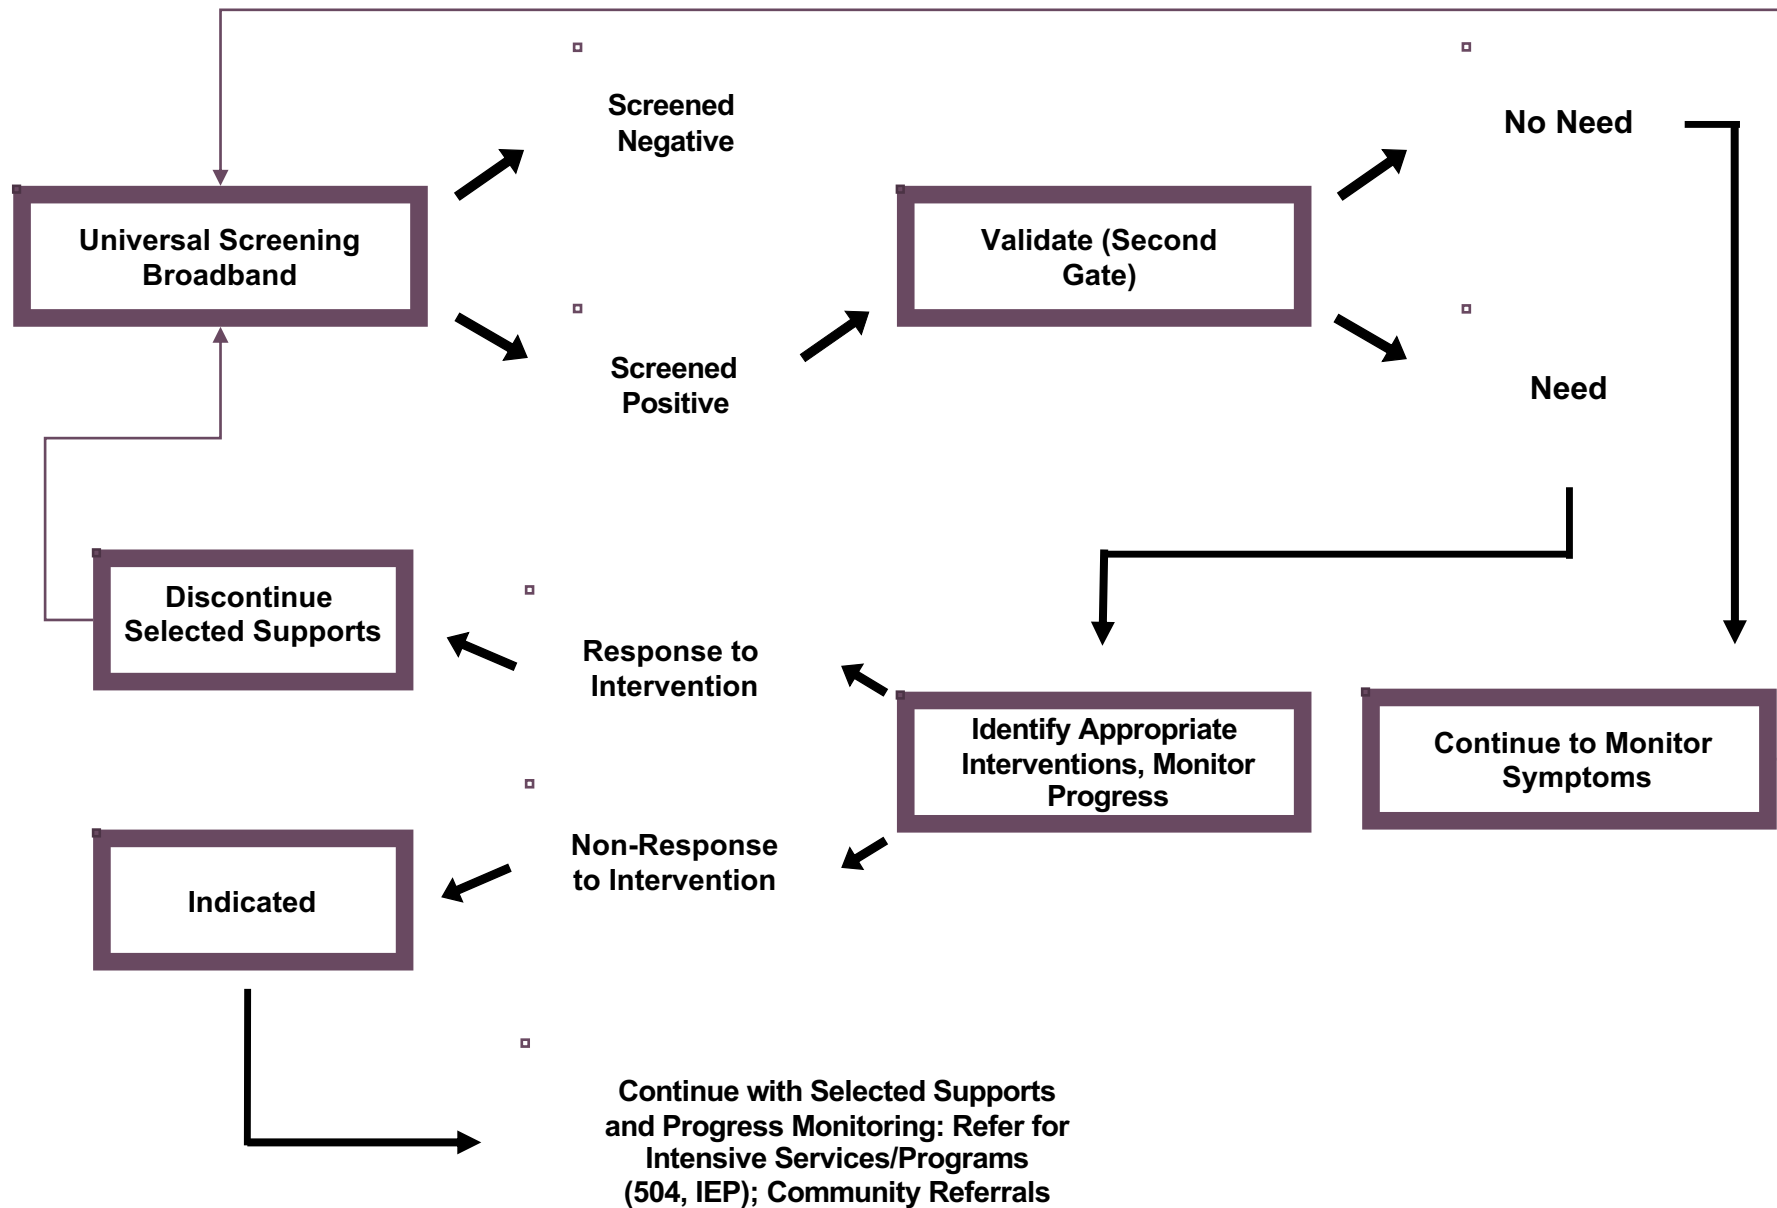 Screened
Negative
No Need
Universal Screening
Broadband
Validate (Second
Gate)
Screened
Positive
Need
Discontinue
Selected Supports
Response to
Intervention
Identify Appropriate
Interventions, Monitor
Progress
Continue to Monitor
Symptoms
Non-Response
to Intervention
Indicated
Continue with Selected Supports
and Progress Monitoring: Refer for
Intensive Services/Programs
(504, IEP); Community Referrals